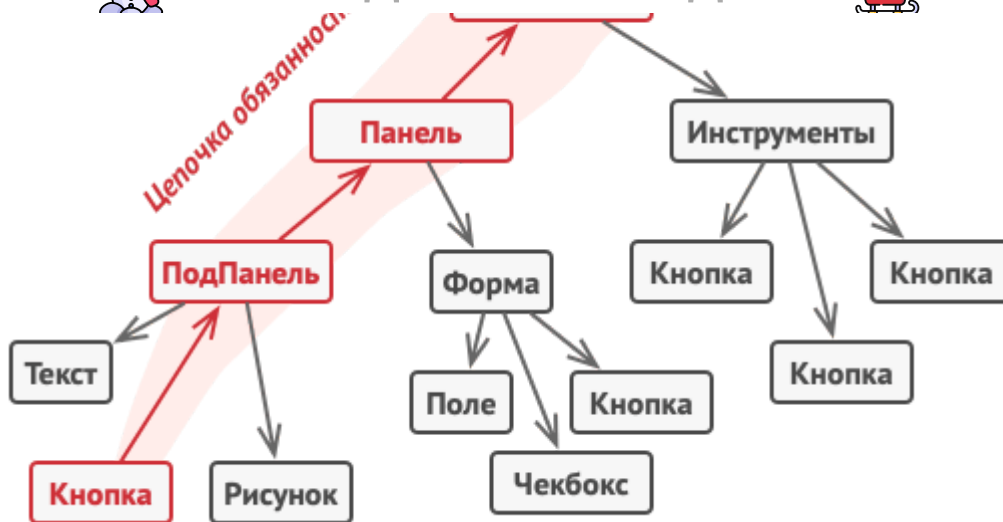 Цепочка обязанност
Панель
Инструменты
ПодПанель
Форма
Кнопка
Кнопка
Текст
Поле
Кнопка
Кнопка
Кнопка
Рисунок
Чекбокс